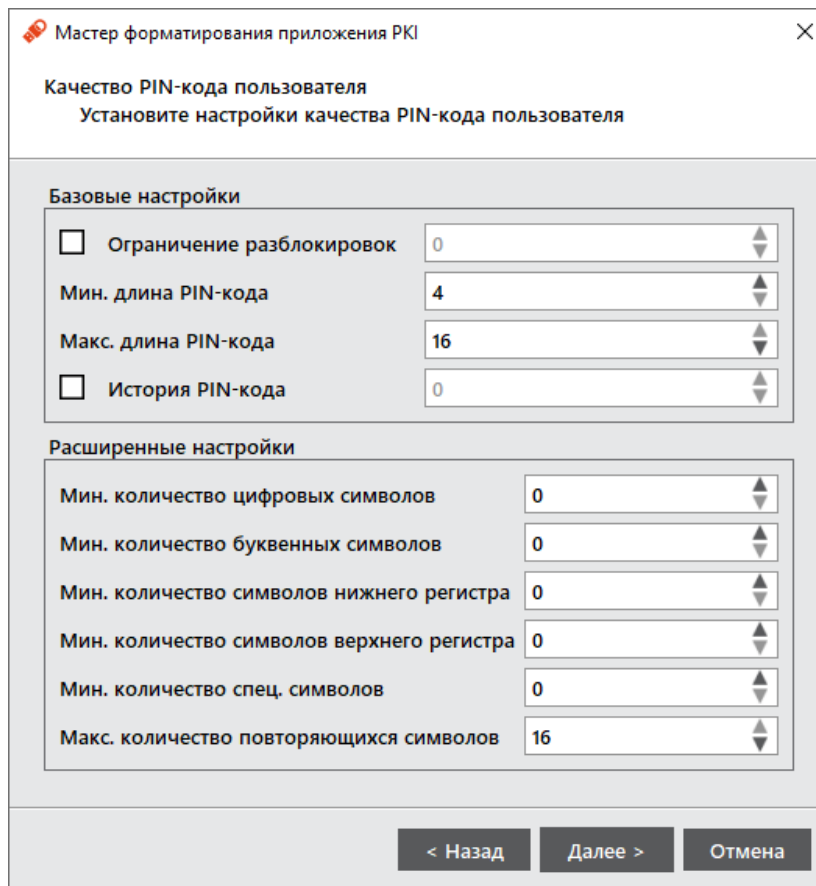 Мастер форматирования приложения PKI
Качество PIN-кода пользователя
Установите настройки качества PIN-кода пользователя
Базовые настройки
Ограничение разблокировок 0
Мин. длина PIN-кода 4
Макс. длина PIN-кода 16
История PIN-кода 0
Расширенные настройки
Мин. количество цифровых символов 0
Мин. количество буквенных символов 0
Мин. количество символов нижнего регистра 0
Мин. количество символов верхнего регистра 0
Мин. количество спец. символов 0
Макс. количество повторяющихся символов 16
< Назад Далее > Отмена